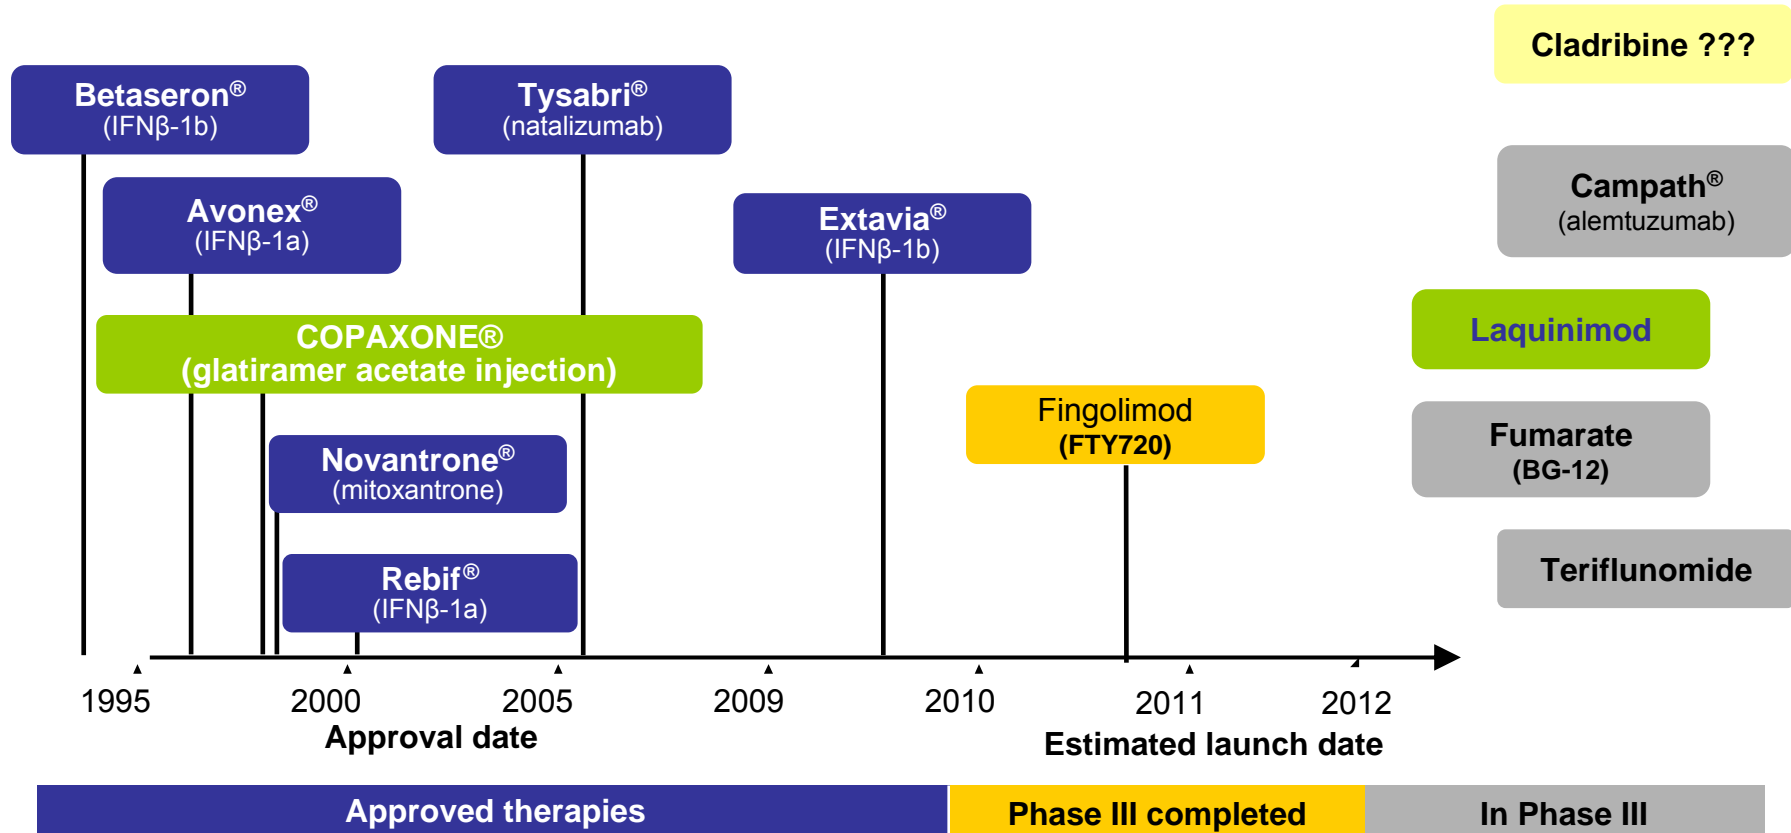 Cladribine ???
Betaseron®
(IFNβ-1b)
Tysabri®
(natalizumab)
Campath®
(alemtuzumab)
Avonex®
(IFNβ-1a)
Extavia®
(IFNβ-1b)
COPAXONE®
(glatiramer acetate injection)
Laquinimod
Fingolimod
(FTY720)
Fumarate
(BG-12)
Novantrone®
(mitoxantrone)
Rebif®
(IFNβ-1a)
Teriflunomide
1995 2000 2005 2009 2010 2011 2012
Approval date Estimated launch date
Approved therapies Phase III completed In Phase III